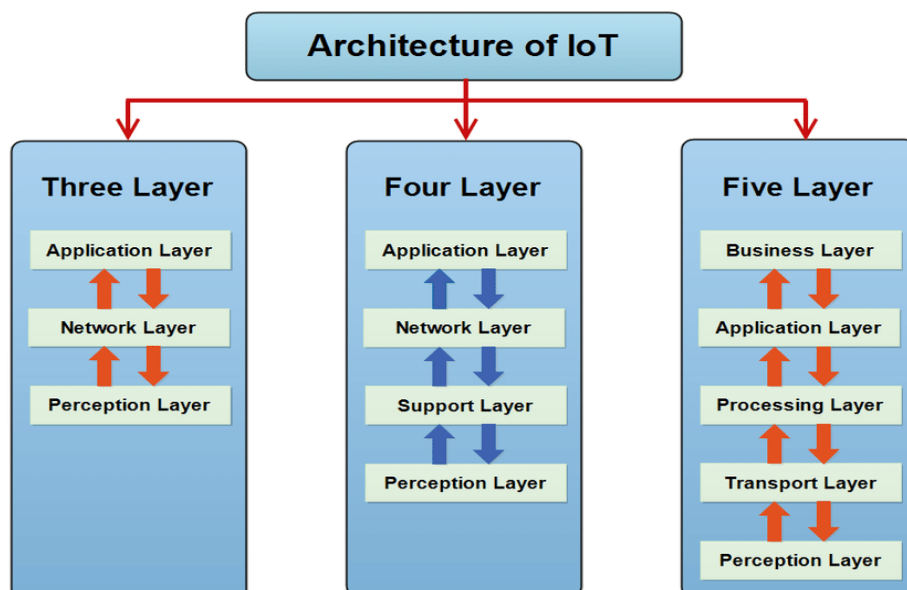 Architecture of IoT
Three Layer
Application Layer
Network Layer
Perception Layer
Four Layer
Application Layer
Network Layer
Support Layer
Perception Layer
Five Layer
Business Layer
Application Layer
Processing Layer
Transport Layer
Perception Layer